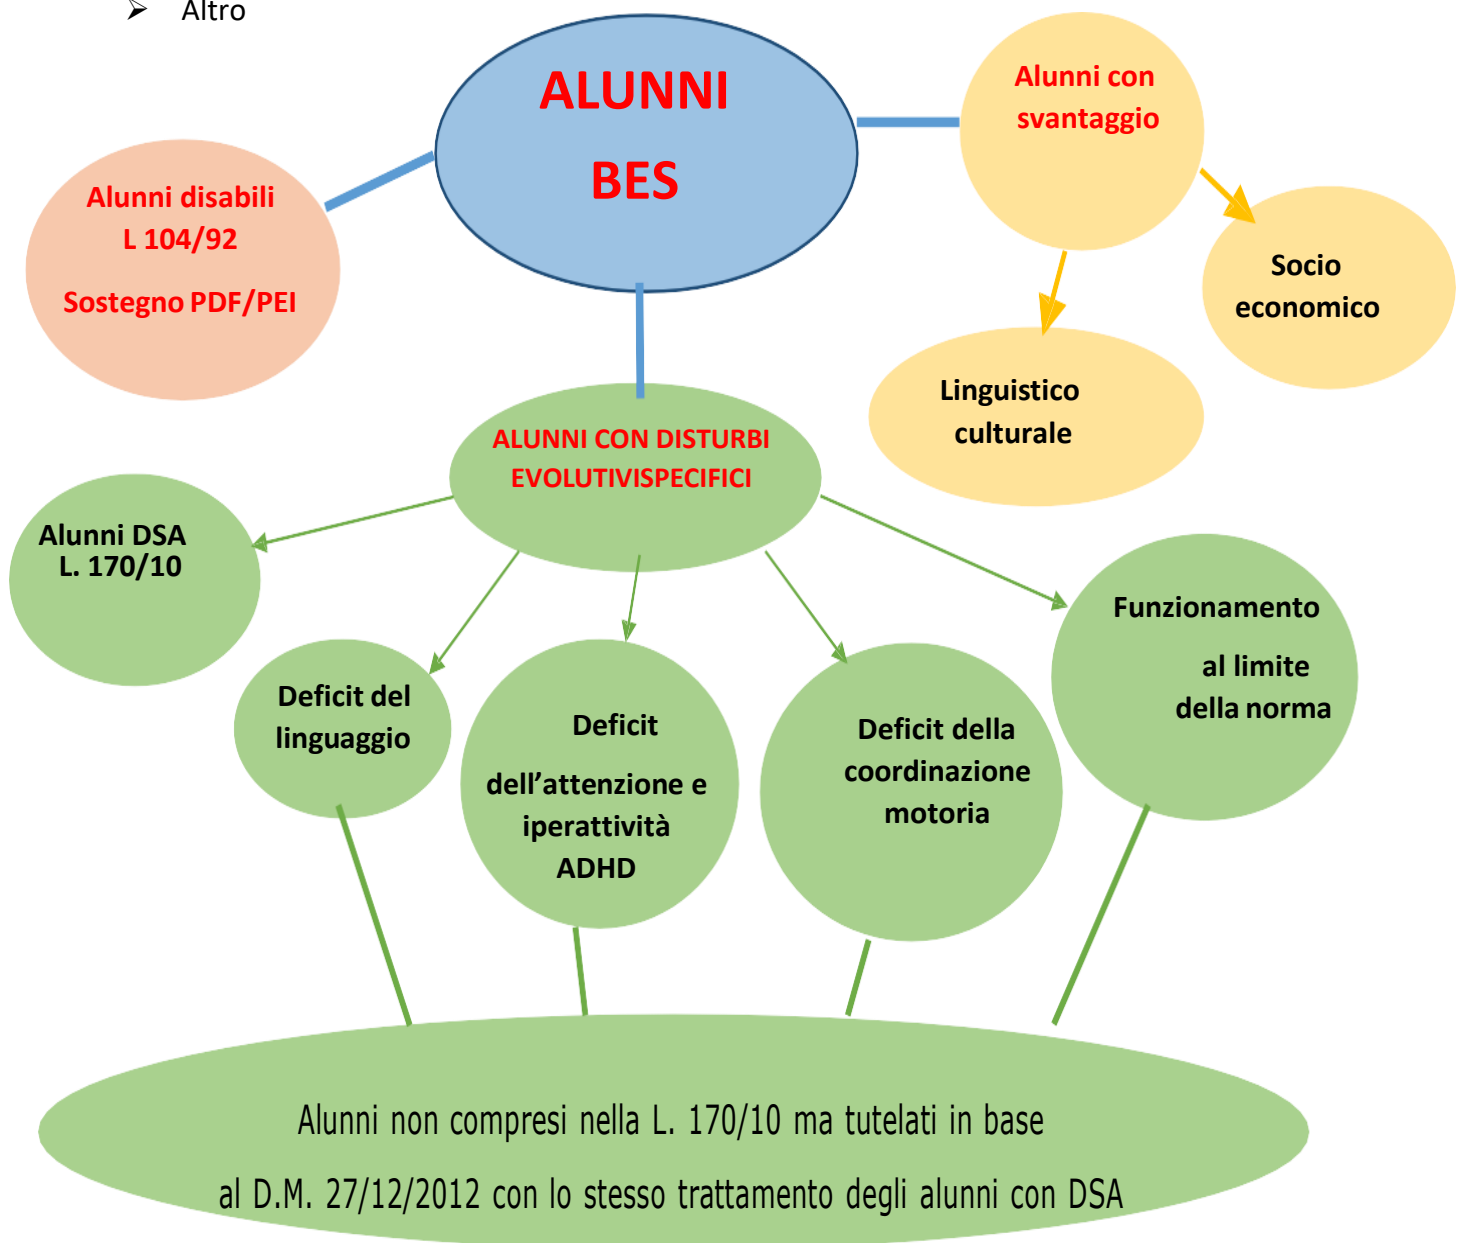 ➢ Altro
ALUNNI
BES
Alunni con
svantaggio
Alunni disabili
L 104/92
Sostegno PDF/PEI
Socio
economico
Linguistico
culturale
ALUNNI CON DISTURBI
EVOLUTIVISPECIFICI
Alunni DSA
L. 170/10
Deficit del
linguaggio
Deficit
dell’attenzione e
iperattività
ADHD
Deficit della
coordinazione
motoria
Funzionamento
al limite
della norma
Alunni non compresi nella L. 170/10 ma tutelati in base
al D.M. 27/12/2012 con lo stesso trattamento degli alunni con DSA